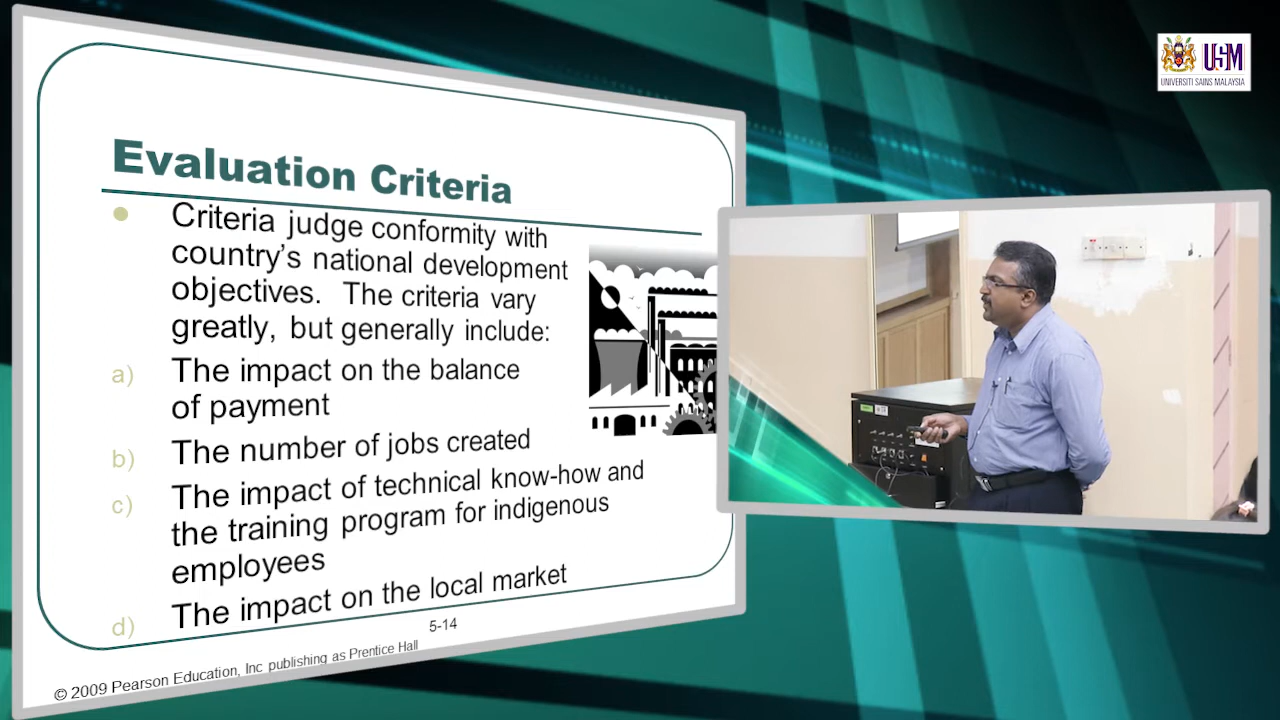 USM
UNIVERSITI SAINS MALAYSIA
Evaluation Criteria
● Criteria judge conformity with
country's national development
objectives. The criteria vary
greatly, but generally include:
a) The impact on the balance
of payment
b) The number of jobs created
c) The impact of technical know-how and
the training program for indigenous
employees
d) The impact on the local market
5-14
© 2009 Pearson Education, Inc publishing as Prentice Hall